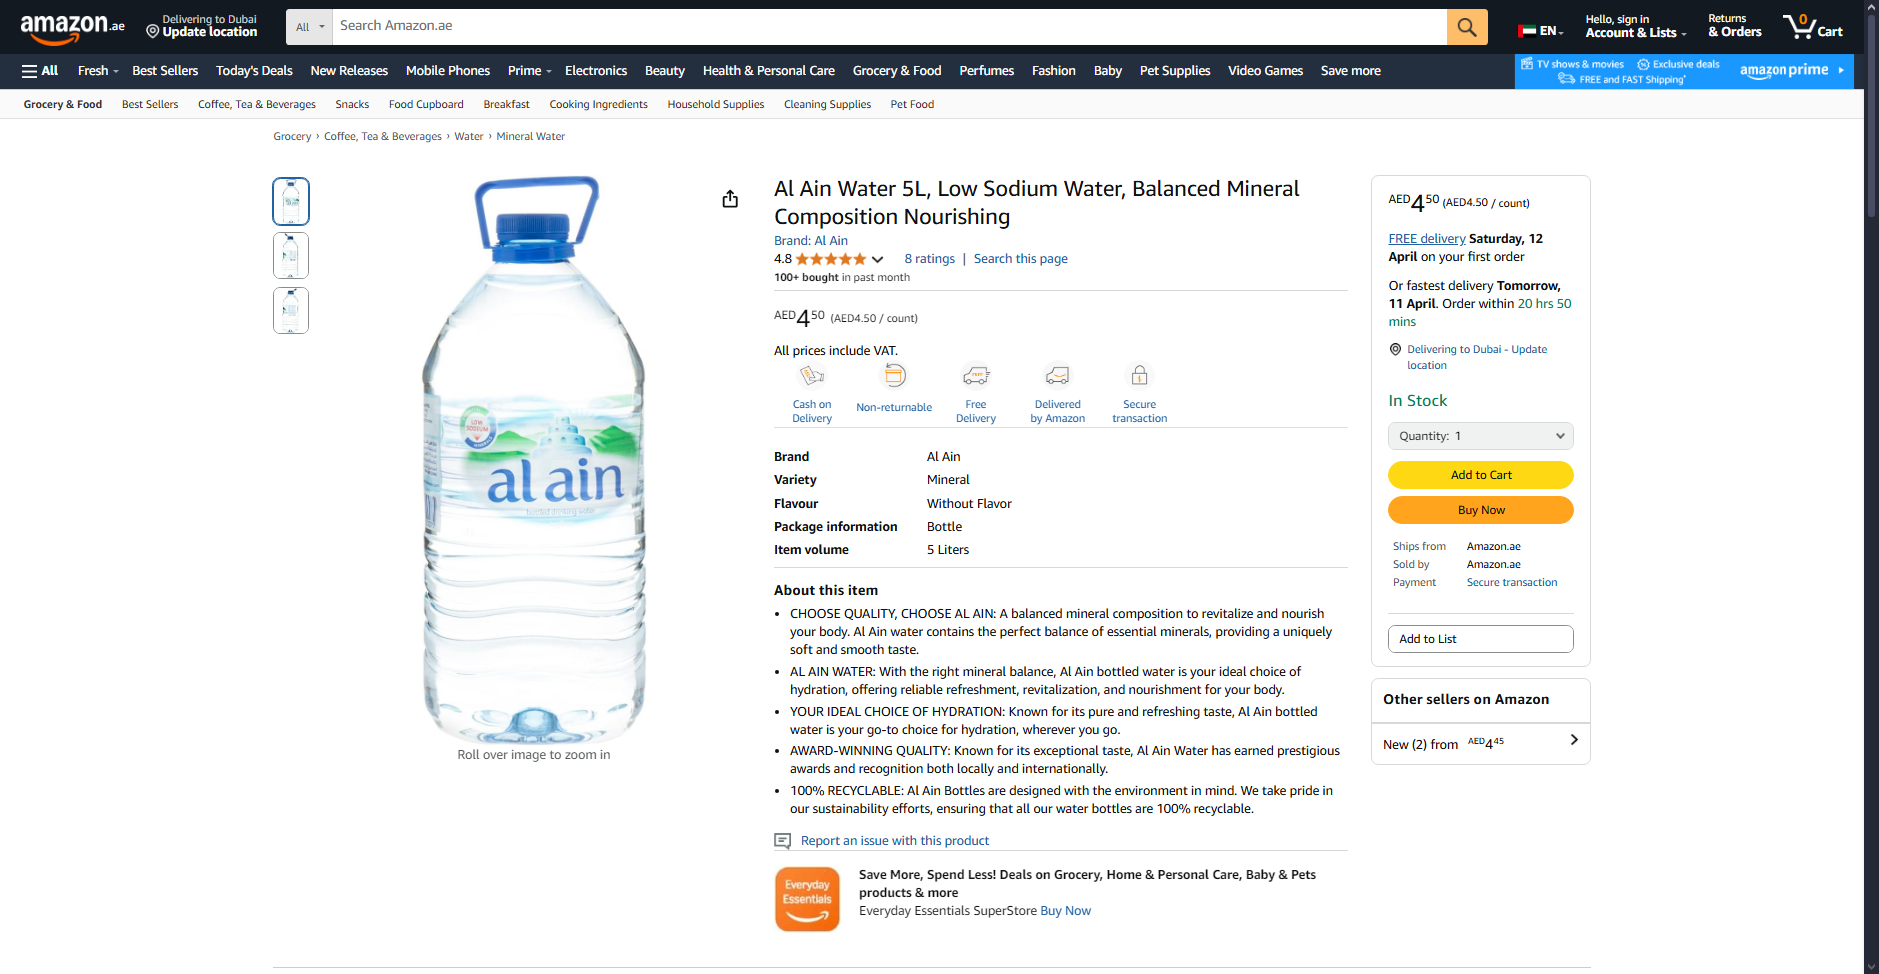 amazon.ae
Delivering to Dubai
Update location
All
Search Amazon.ae
EN
Hello, sign in
Account & Lists
Returns
& Orders
0
Cart
All
Fresh
Best Sellers
Today's Deals
New Releases
Mobile Phones
Prime
Electronics
Beauty
Health & Personal Care
Grocery & Food
Perfumes
Fashion
Baby
Pet Supplies
Video Games
Save more
TV shows & movies
Exclusive deals
FREE and FAST Shipping*
amazon prime
Grocery & Food
Best Sellers
Coffee, Tea & Beverages
Snacks
Food Cupboard
Breakfast
Cooking Ingredients
Household Supplies
Cleaning Supplies
Pet Food
Grocery › Coffee, Tea & Beverages › Water › Mineral Water
LOW
SODIUM
al ain
bottled drinking water
Roll over image to zoom in
Al Ain Water 5L, Low Sodium Water, Balanced Mineral
Composition Nourishing
Brand: Al Ain
4.8
8 ratings | Search this page
100+ bought in past month
AED4 50 (AED4.50 / count)
All prices include VAT.
Cash on
Delivery
Non-returnable
Free
Delivery
Delivered
by Amazon
Secure
transaction
Brand Al Ain
Variety Mineral
Flavour Without Flavor
Package information Bottle
Item volume 5 Liters
About this item
• CHOOSE QUALITY, CHOOSE AL AIN: A balanced mineral composition to revitalize and nourish
your body. Al Ain water contains the perfect balance of essential minerals, providing a uniquely
soft and smooth taste.
• AL AIN WATER: With the right mineral balance, Al Ain bottled water is your ideal choice of
hydration, offering reliable refreshment, revitalization, and nourishment for your body.
• YOUR IDEAL CHOICE OF HYDRATION: Known for its pure and refreshing taste, Al Ain bottled
water is your go-to choice for hydration, wherever you go.
• AWARD-WINNING QUALITY: Known for its exceptional taste, Al Ain Water has earned prestigious
awards and recognition both locally and internationally.
• 100% RECYCLABLE: Al Ain Bottles are designed with the environment in mind. We take pride in
our sustainability efforts, ensuring that all our water bottles are 100% recyclable.
Report an issue with this product
Everyday
Essentials
Save More, Spend Less! Deals on Grocery, Home & Personal Care, Baby & Pets
products & more
Everyday Essentials SuperStore Buy Now
AED4 50 (AED4.50 / count)
FREE delivery Saturday, 12
April on your first order
Or fastest delivery Tomorrow,
11 April. Order within 20 hrs 50
mins
Delivering to Dubai - Update
location
In Stock
Quantity: 1
Add to Cart
Buy Now
Ships from Amazon.ae
Sold by Amazon.ae
Payment Secure transaction
Add to List
Other sellers on Amazon
New (2) from AED4 45